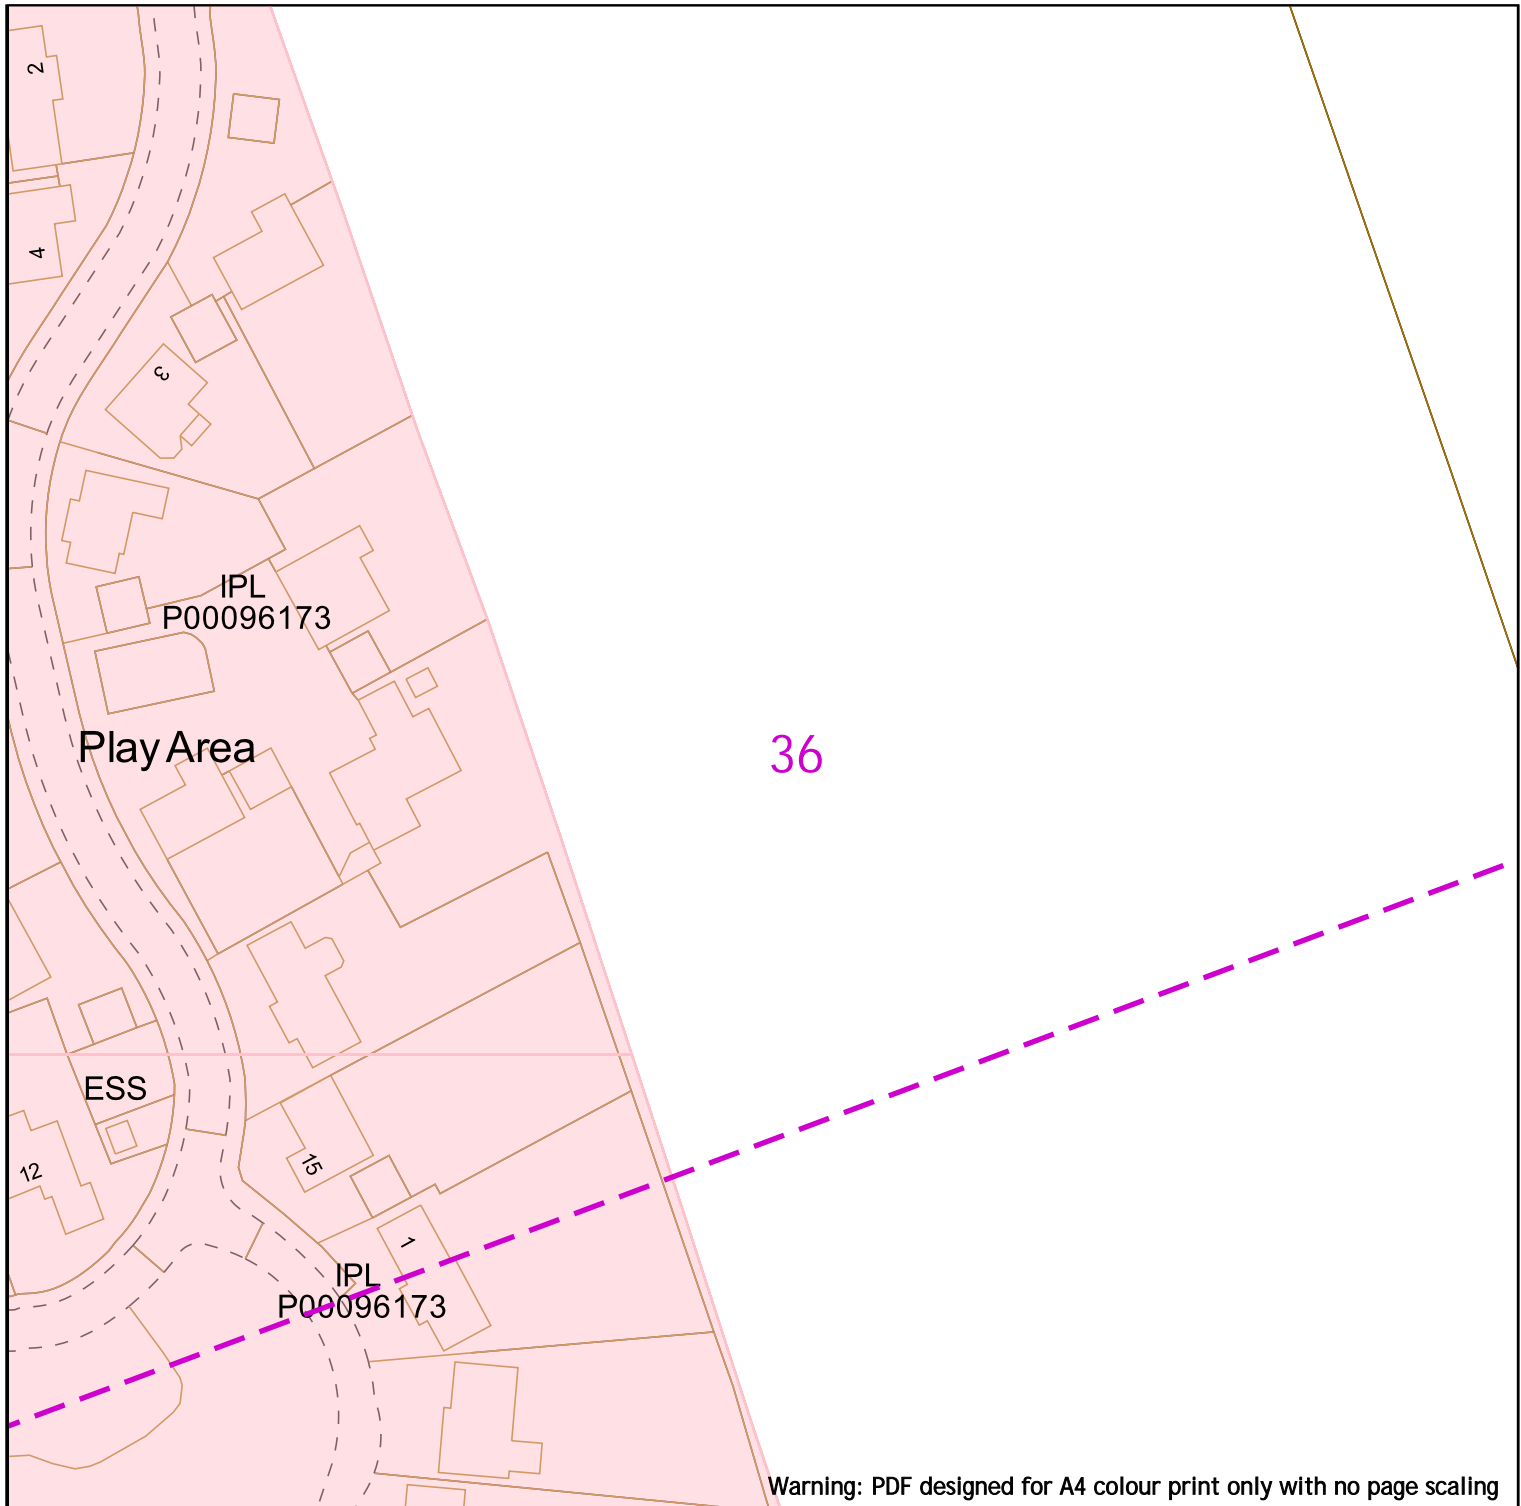 2
4
3
IPL
P00096173
Play Area
36
ESS
12
15
1
IPL
P00096173
Warning: PDF designed for A4 colour print only with no page scaling